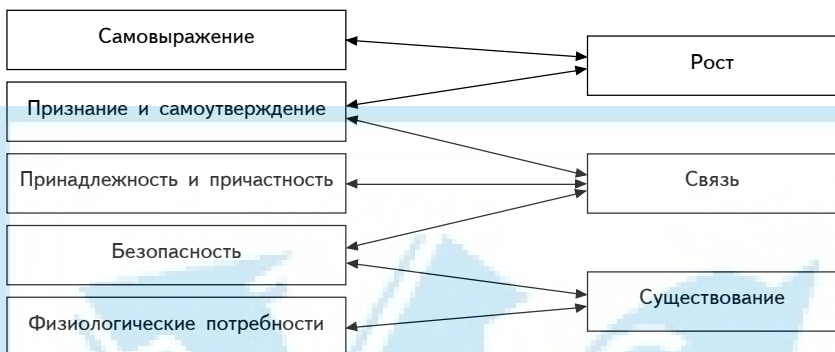 Самовыражение
Рост
Признание и самоутверждение
Принадлежность и причастность
Связь
Безопасность
Существование
Физиологические потребности